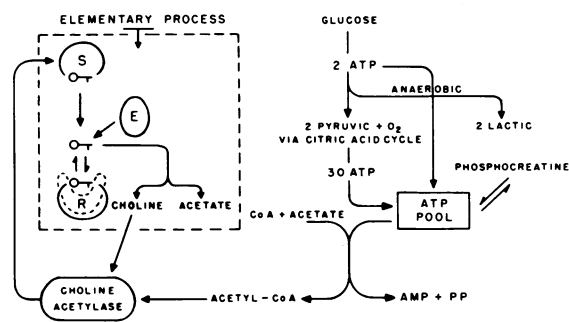 ELEMENTARY PROCESS
S
E
R
CHOLINE ACETATE
CHOLINE
ACETYLASE
GLUCOSE
2 ATP
ANAEROBIC
2 PYRUVIC + O2
VIA CITRIC ACID CYCLE
2 LACTIC
30 ATP
PHOSPHOCREATINE
ATP
POOL
CoA + ACETATE
ACETYL-CoA
AMP + PP